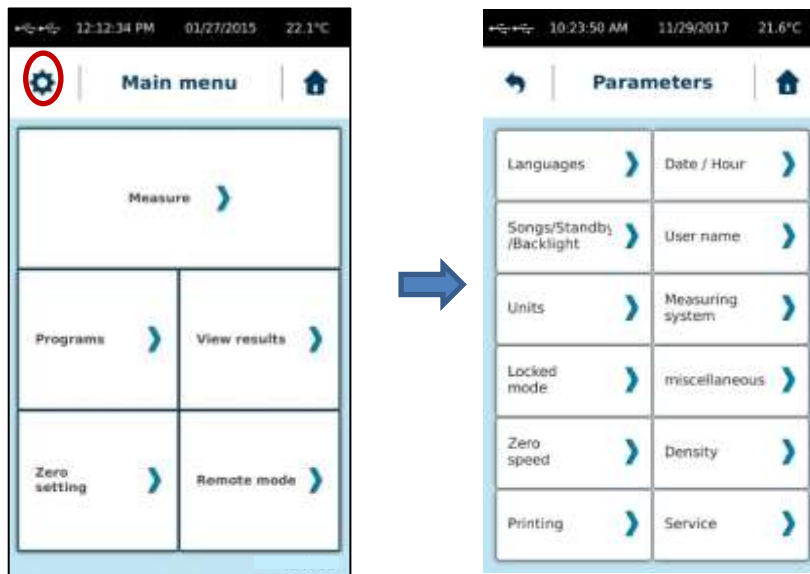 12:12:34 PM 01/27/2015 22.1°C
Main menu
Measure
Programs
View results
Zero
setting
Remote mode
10:23:50 AM 11/29/2017 21.6°C
Parameters
Languages
Date / Hour
Songs/Standby
/Backlight
User name
Units
Measuring
system
Locked
mode
miscellaneous
Zero
speed
Density
Printing
Service